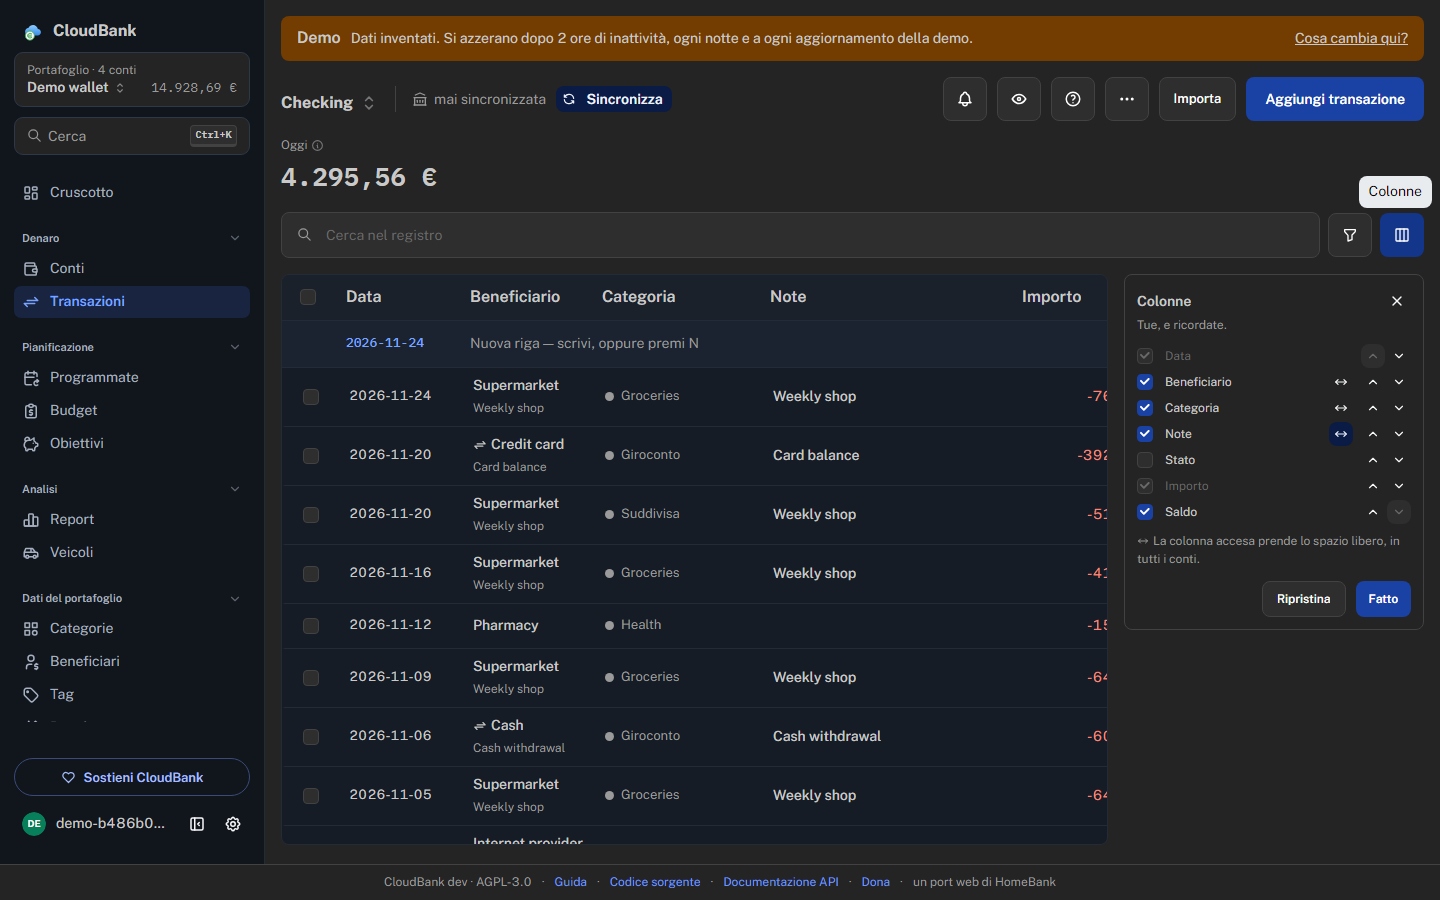 CloudBank
Portafoglio · 4 conti
Demo wallet 14.928,69 €
Cerca Ctrl+K
Cruscotto
Denaro
Conti
Transazioni
Pianificazione
Programmate
Budget
Obiettivi
Analisi
Report
Veicoli
Dati del portafoglio
Categorie
Beneficiari
Tag
Sostieni CloudBank
DE demo-b486b0...
Demo Dati inventati. Si azzerano dopo 2 ore di inattività, ogni notte e a ogni aggiornamento della demo. Cosa cambia qui?
Checking mai sincronizzata Sincronizza Importa Aggiungi transazione
Oggi
4.295,56 €
Colonne
Cerca nel registro
Data Beneficiario Categoria Note Importo
2026-11-24 Nuova riga — scrivi, oppure premi N
2026-11-24 Supermarket Groceries Weekly shop -76
Weekly shop
2026-11-20 Credit card Giroconto Card balance -392
Card balance
2026-11-20 Supermarket Suddivisa Weekly shop -51
Weekly shop
2026-11-16 Supermarket Groceries Weekly shop -41
Weekly shop
2026-11-12 Pharmacy Health -15
2026-11-09 Supermarket Groceries Weekly shop -64
Weekly shop
2026-11-06 Cash Giroconto Cash withdrawal -60
Cash withdrawal
2026-11-05 Supermarket Groceries Weekly shop -64
Weekly shop
Internet provider
Colonne
Tue, e ricordate.
Data
Beneficiario
Categoria
Note
Stato
Importo
Saldo
↔ La colonna accesa prende lo spazio libero, in
tutti i conti.
Ripristina Fatto
CloudBank dev · AGPL-3.0 · Guida · Codice sorgente · Documentazione API · Dona · un port web di HomeBank